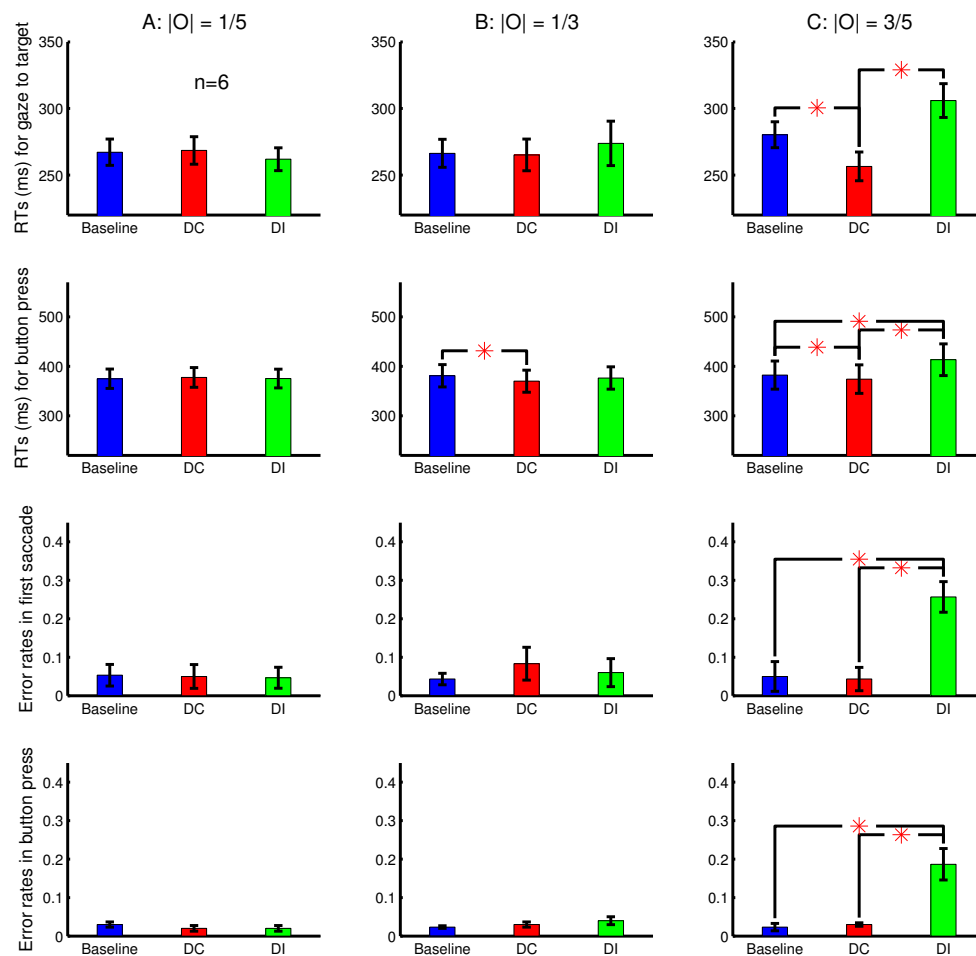 A: |O| = 1/5
B: |O| = 1/3
C: |O| = 3/5
RTs (ms) for gaze to target
350
300
250
n=6
Baseline DC DI
350
300
250
Baseline DC DI
350
300
250
Baseline DC DI
RTs (ms) for button press
500
400
300
Baseline DC DI
500
400
300
Baseline DC DI
500
400
300
Baseline DC DI
Error rates in first saccade
0.4
0.3
0.2
0.1
0
Baseline DC DI
0.4
0.3
0.2
0.1
0
Baseline DC DI
0.4
0.3
0.2
0.1
0
Baseline DC DI
Error rates in button press
0.4
0.3
0.2
0.1
0
Baseline DC DI
0.4
0.3
0.2
0.1
0
Baseline DC DI
0.4
0.3
0.2
0.1
0
Baseline DC DI